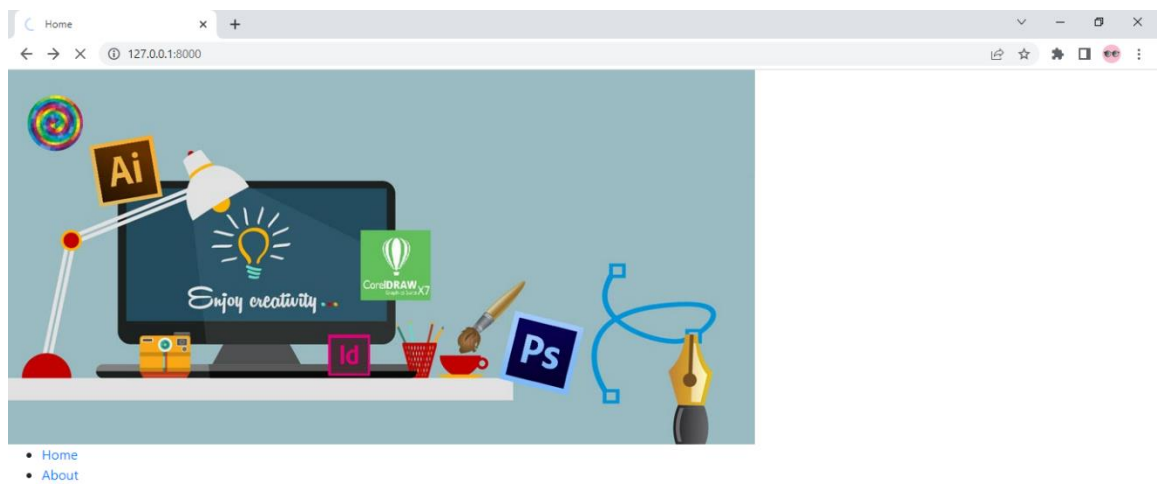 Home
127.0.0.1:8000
Ai
Enjoy creativity...
CorelDRAW
X7
Id
Ps
Home
About